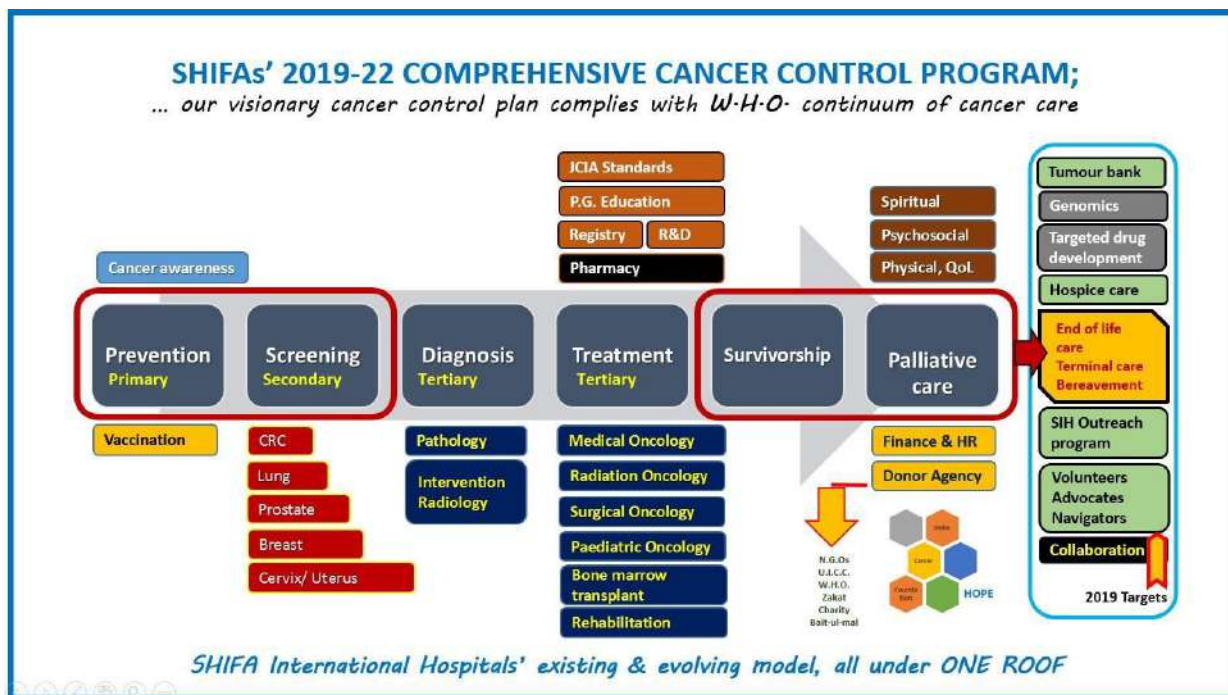 SHIFAs' 2019-22 COMPREHENSIVE CANCER CONTROL PROGRAM;
... our visionary cancer control plan complies with W.H.O. continuum of cancer care
JCIA Standards
P.G. Education
Registry
R&D
Pharmacy
Spiritual
Psychosocial
Physical, QoL
Cancer awareness
Prevention
Primary
Screening
Secondary
Diagnosis
Tertiary
Treatment
Tertiary
Survivorship
Palliative
care
Vaccination
CRC
Lung
Prostate
Breast
Cervix/ Uterus
Pathology
Intervention
Radiology
Medical Oncology
Radiation Oncology
Surgical Oncology
Paediatric Oncology
Bone marrow
transplant
Rehabilitation
Finance & HR
Donor Agency
N.G.Os
U.I.C.C.
W.H.O.
Zakat
Charity
Bait-ul-mal
Cancer
HOPE
Tumour bank
Genomics
Targeted drug
development
Hospice care
End of life
care
Terminal care
Bereavement
SIH Outreach
program
Volunteers
Advocates
Navigators
Collaboration
2019 Targets
SHIFA International Hospitals' existing & evolving model, all under ONE ROOF